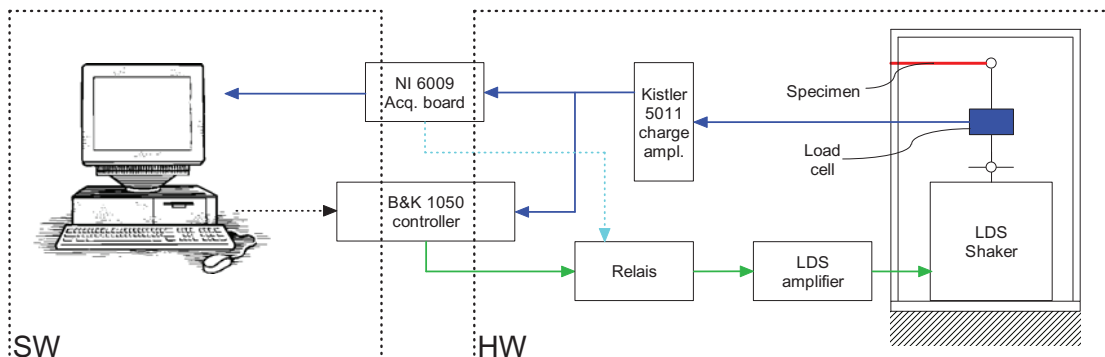 NI 6009
Acq. board
Kistler
5011
charge
ampl.
Specimen
Load
cell
B&K 1050
controller
Relais
LDS
amplifier
LDS
Shaker
SW
HW